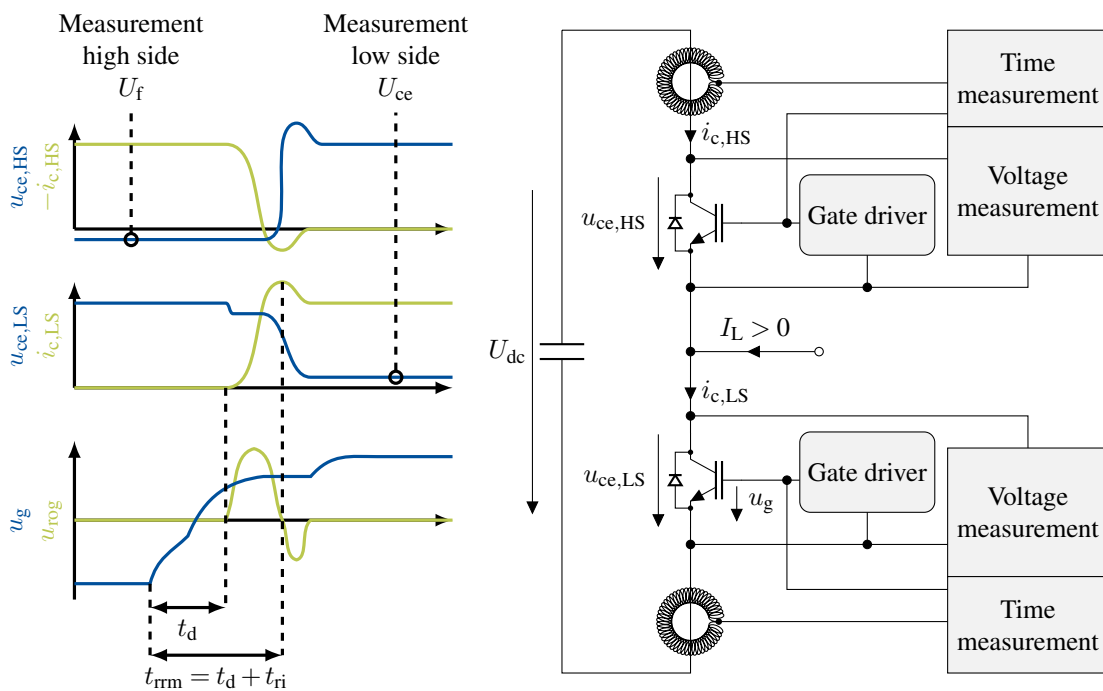 Measurement
high side
U_f
Measurement
low side
U_ce
u_ce,HS
−i_c,HS
u_ce,LS
i_c,LS
u_g
u_rog
t_d
t_rrm = t_d + t_ri
U_dc
i_c,HS
u_ce,HS
Gate driver
Time
measurement
Voltage
measurement
I_L > 0
i_c,LS
u_ce,LS
u_g
Gate driver
Voltage
measurement
Time
measurement